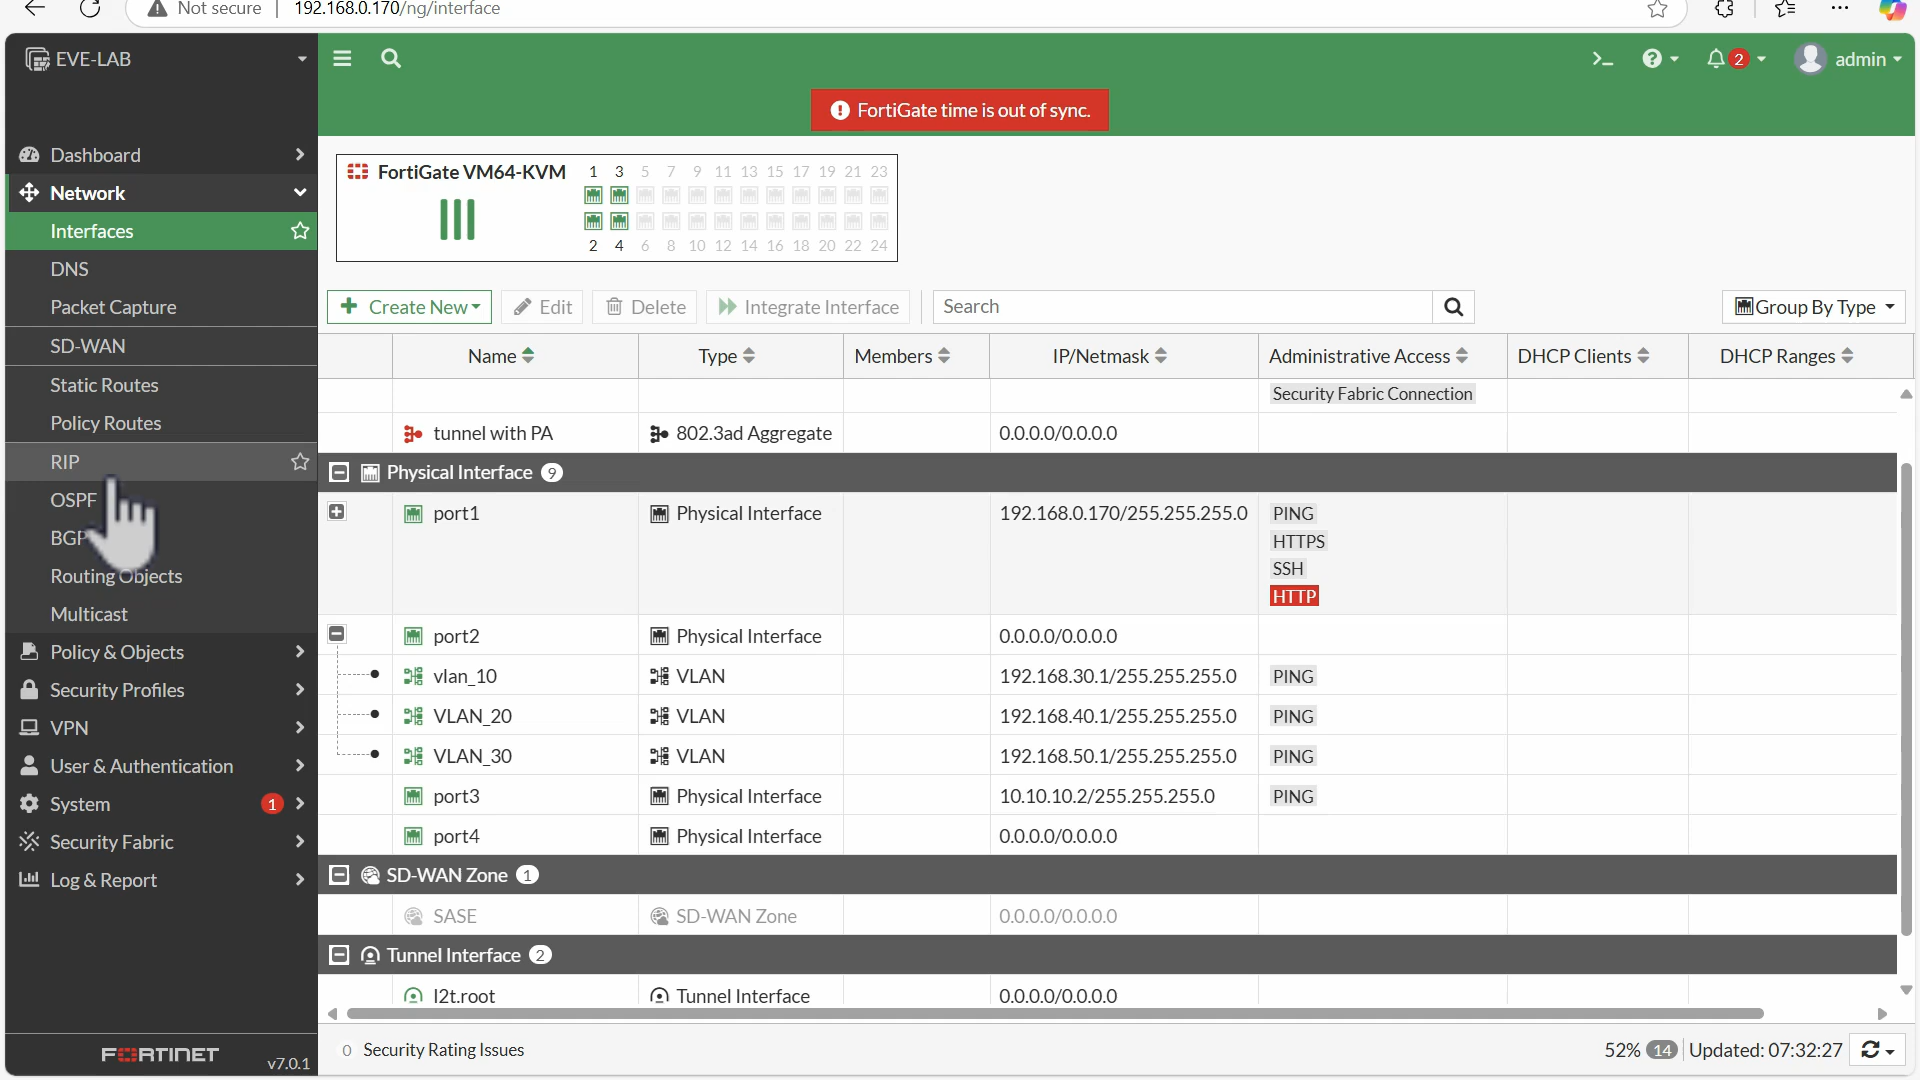 Not secure 192.168.0.170/ng/interface
EVE-LAB
2
admin
FortiGate time is out of sync.
Dashboard
Network
Interfaces
DNS
Packet Capture
SD-WAN
Static Routes
Policy Routes
RIP
OSPF
BGP
Routing Objects
Multicast
Policy & Objects
Security Profiles
VPN
User & Authentication
System 1
Security Fabric
Log & Report
FORTINET v7.0.1
FortiGate VM64-KVM
1 3 5 7 9 11 13 15 17 19 21 23
2 4 6 8 10 12 14 16 18 20 22 24
Create New Edit Delete Integrate Interface Search Group By Type
Name Type Members IP/Netmask Administrative Access DHCP Clients DHCP Ranges
Security Fabric Connection
tunnel with PA 802.3ad Aggregate 0.0.0.0/0.0.0.0
Physical Interface 9
port1 Physical Interface 192.168.0.170/255.255.255.0 PING
HTTPS
SSH
HTTP
port2 Physical Interface 0.0.0.0/0.0.0.0
vlan_10 VLAN 192.168.30.1/255.255.255.0 PING
VLAN_20 VLAN 192.168.40.1/255.255.255.0 PING
VLAN_30 VLAN 192.168.50.1/255.255.255.0 PING
port3 Physical Interface 10.10.10.2/255.255.255.0 PING
port4 Physical Interface 0.0.0.0/0.0.0.0
SD-WAN Zone 1
SASE SD-WAN Zone 0.0.0.0/0.0.0.0
Tunnel Interface 2
l2t.root Tunnel Interface 0.0.0.0/0.0.0.0
0 Security Rating Issues 52% 14 Updated: 07:32:27